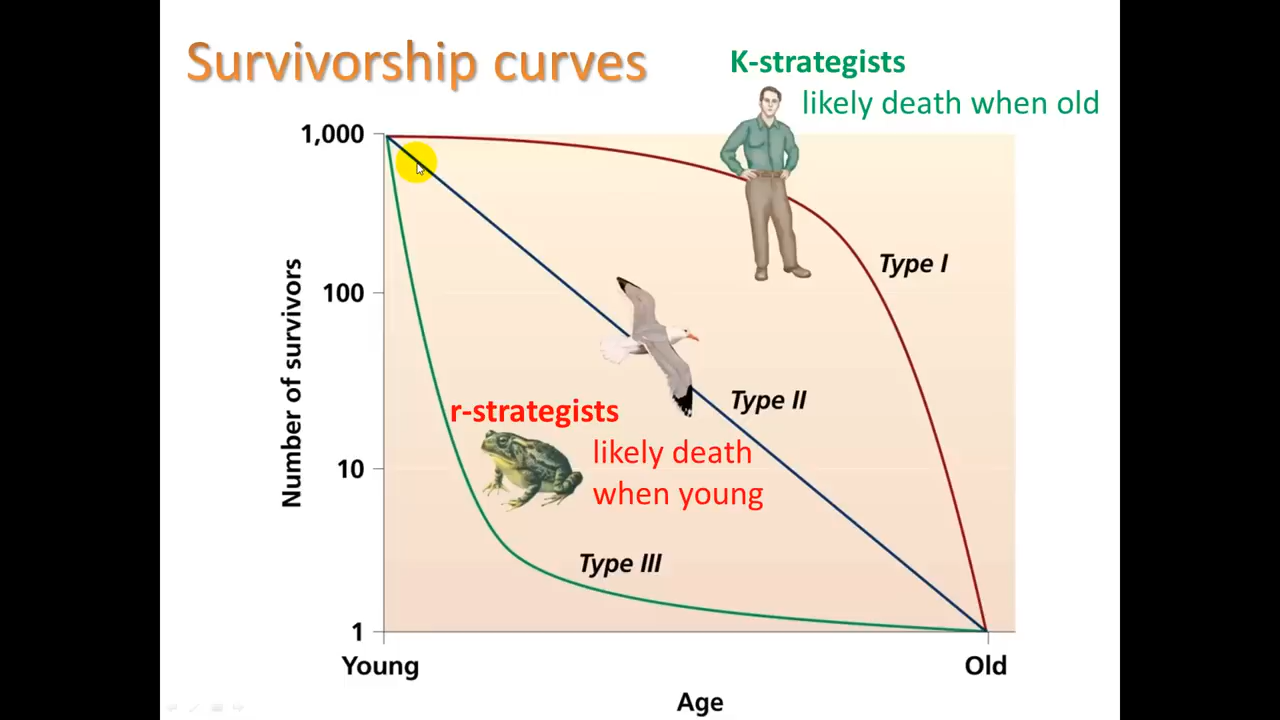 Survivorship curves
K-strategists
likely death when old
1,000
100
10
1
Number of survivors
Type I
Type II
r-strategists
likely death
when young
Type III
Young
Old
Age